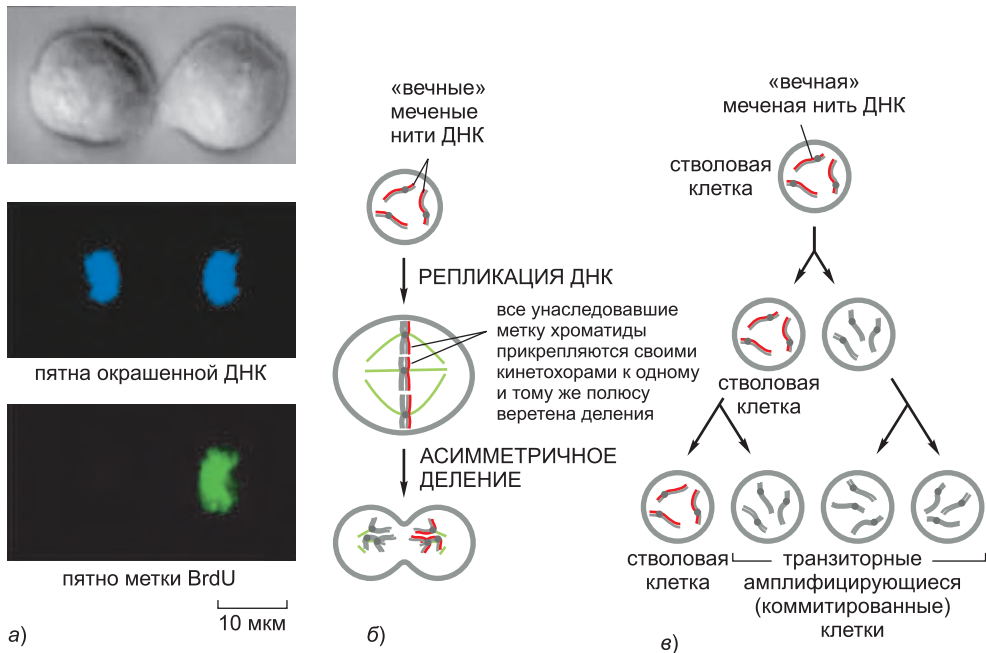 пятна окрашенной ДНК
пятно метки BrdU
10 мкм
а)
«вечные»
меченые
нити ДНК
РЕПЛИКАЦИЯ ДНК
все унаследовавшие
метку хроматиды
прикрепляются своими
кинетохорами к одному
и тому же полюсу
веретена деления
АСИММЕТРИЧНОЕ
ДЕЛЕНИЕ
б)
«вечная»
меченая нить ДНК
стволовая
клетка
стволовая
клетка
стволовая
клетка
транзиторные
амплифицирующиеся
(коммитированные)
клетки
в)